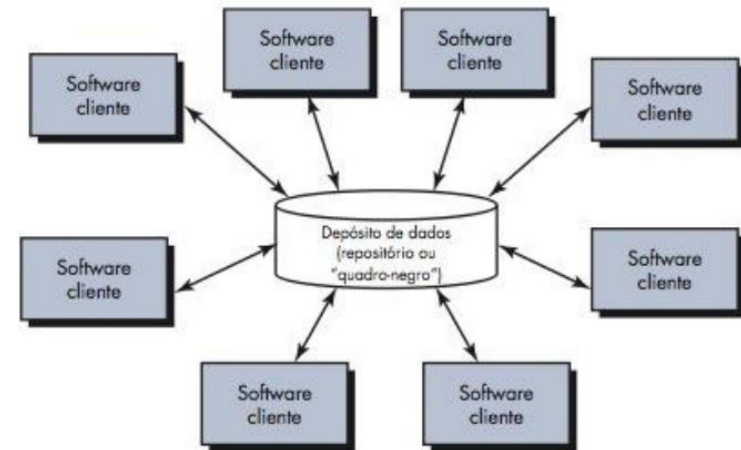 Software
cliente
Software
cliente
Software
cliente
Software
cliente
Depósito de dados
(repositório ou
"quadro-negro")
Software
cliente
Software
cliente
Software
cliente
Software
cliente